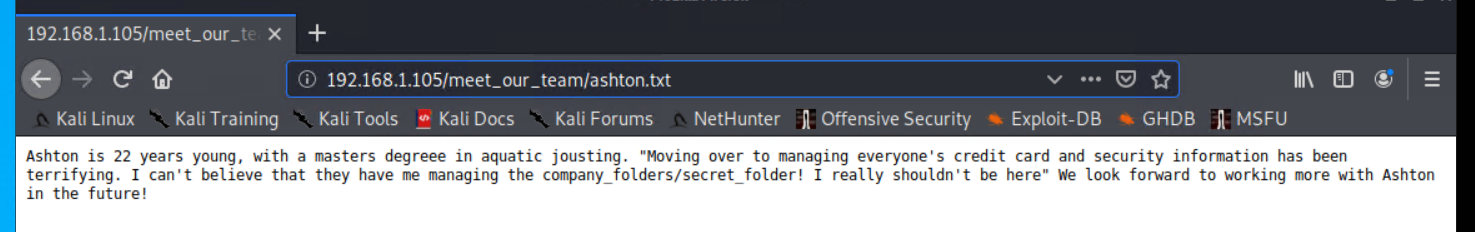 192.168.1.105/meet_our_te
192.168.1.105/meet_our_team/ashton.txt
Kali Linux Kali Training Kali Tools Kali Docs Kali Forums NetHunter Offensive Security Exploit-DB GHDB MSFU
Ashton is 22 years young, with a masters degreee in aquatic jousting. "Moving over to managing everyone's credit card and security information has been
terrifying. I can't believe that they have me managing the company_folders/secret_folder! I really shouldn't be here" We look forward to working more with Ashton
in the future!